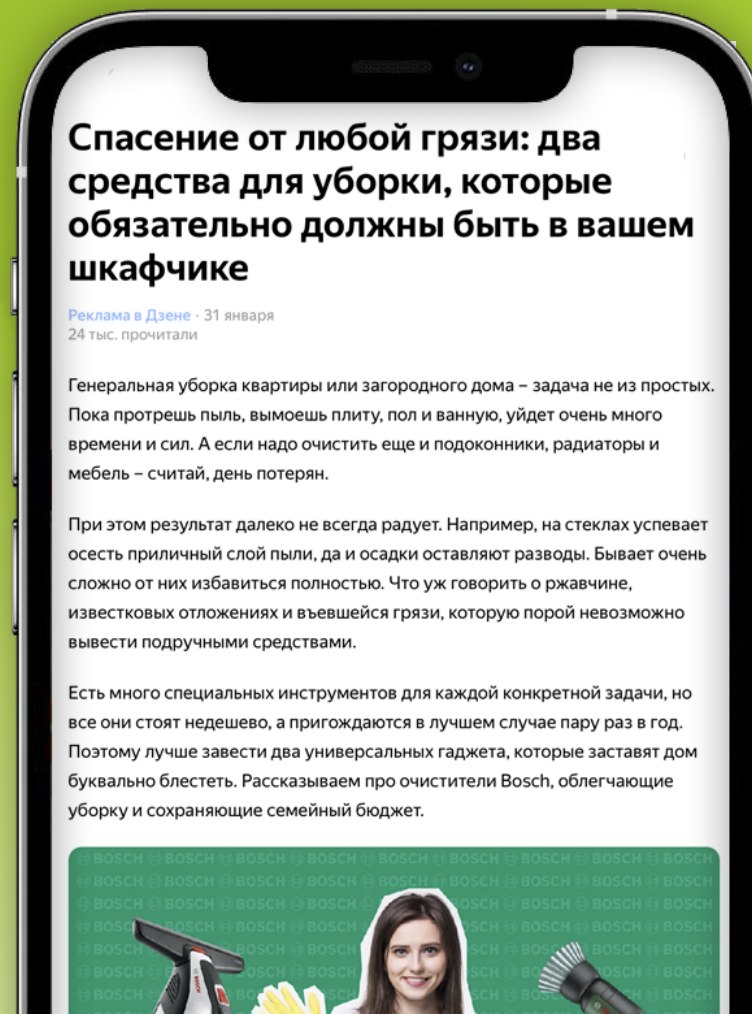 Спасение от любой грязи: два
средства для уборки, которые
обязательно должны быть в вашем
шкафчике
Реклама в Дзене · 31 января
24 тыс. прочитали
Генеральная уборка квартиры или загородного дома – задача не из простых.
Пока протрешь пыль, вымоешь плиту, пол и ванную, уйдет очень много
времени и сил. А если надо очистить еще и подоконники, радиаторы и
мебель – считай, день потерян.
При этом результат далеко не всегда радует. Например, на стеклах успевает
осесть приличный слой пыли, да и осадки оставляют разводы. Бывает очень
сложно от них избавиться полностью. Что уж говорить о ржавчине,
известковых отложениях и въевшейся грязи, которую порой невозможно
вывести подручными средствами.
Есть много специальных инструментов для каждой конкретной задачи, но
все они стоят недешево, а пригождаются в лучшем случае пару раз в год.
Поэтому лучше завести два универсальных гаджета, которые заставят дом
буквально блестеть. Рассказываем про очистители Bosch, облегчающие
уборку и сохраняющие семейный бюджет.
BOSCH BOSCH BOSCH BOSCH BOSCH BOSCH BOSCH BOSCH BOSCH